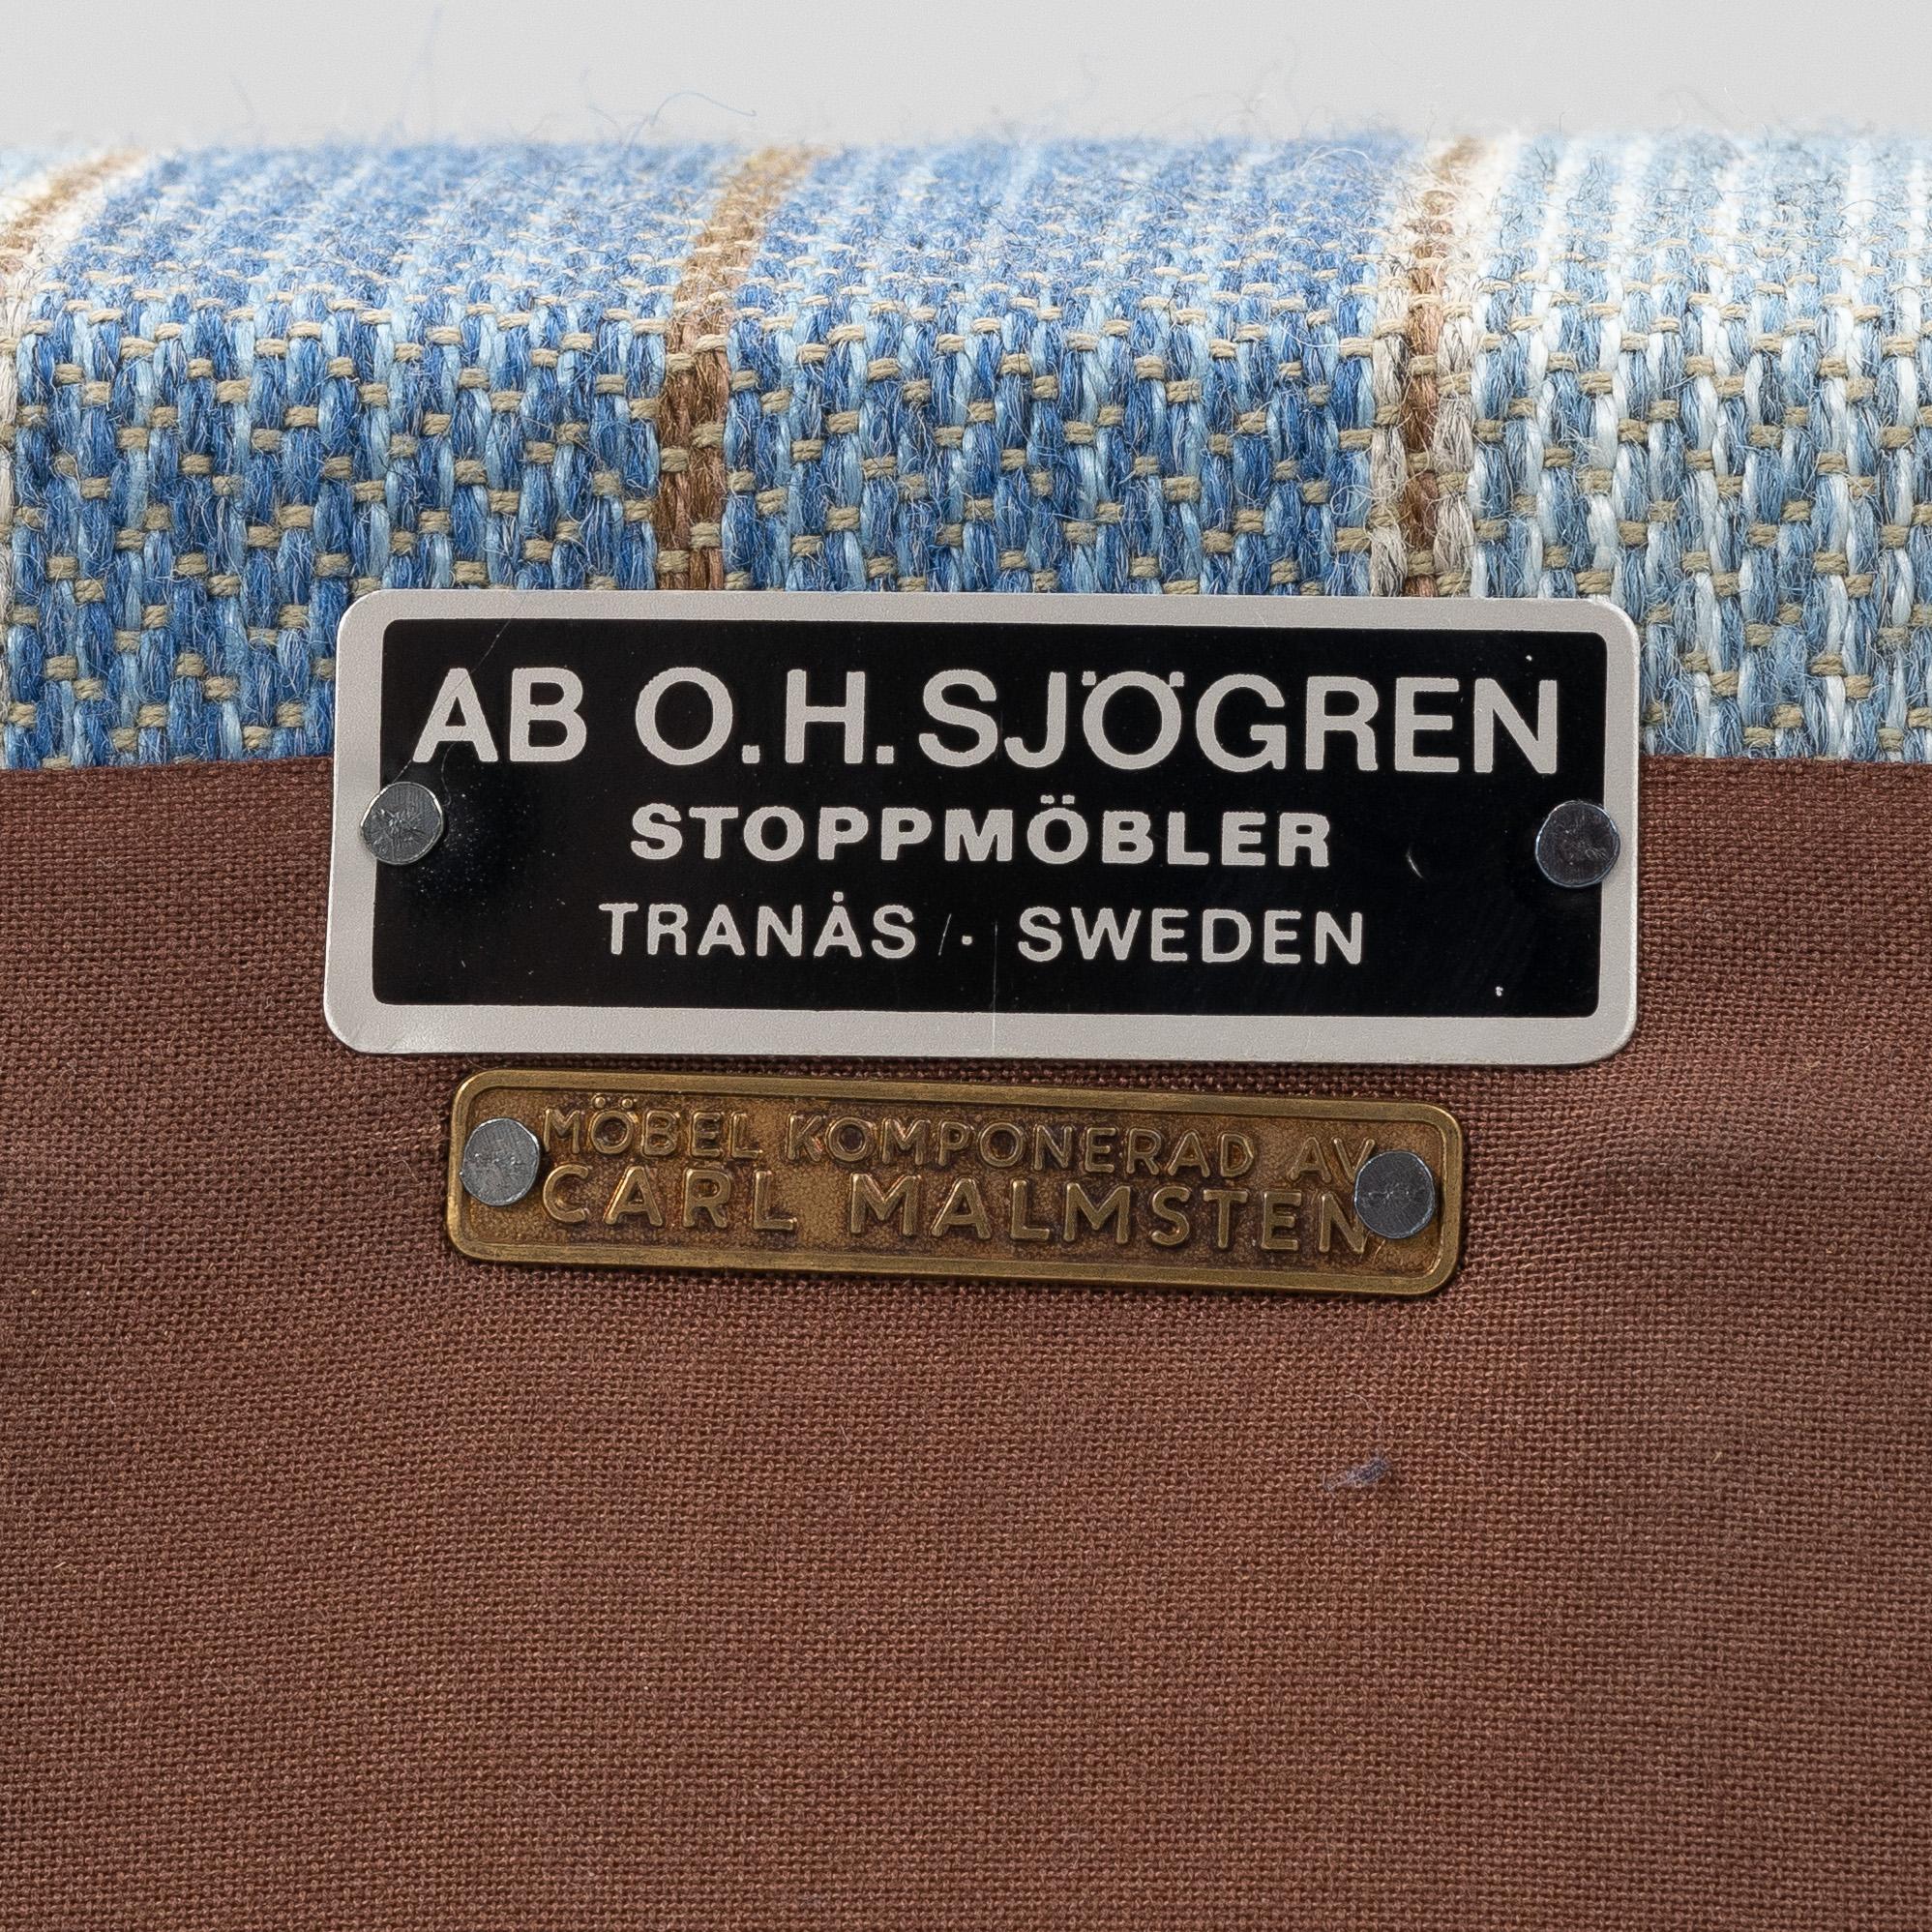 AB O.H.SJÖGREN
STOPPMÖBLER
TRANÅS · SWEDEN
MÖBEL KOMPONERAD AV
CARL MALMSTEN